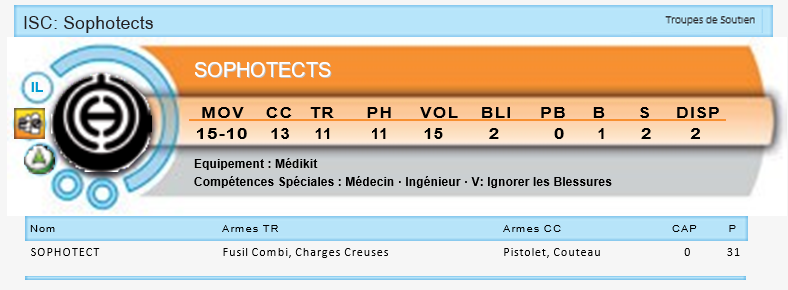 ISC: Sophotects
Troupes de Soutien
IL
SOPHOTECTS
MOV CC TR PH VOL BLI PB B S DISP
15-10 13 11 11 15 2 0 1 2 2
Equipement : Médikit
Compétences Spéciales : Médecin · Ingénieur · V: Ignorer les Blessures
Nom Armes TR Armes CC CAP P
SOPHOTECT Fusil Combi, Charges Creuses Pistolet, Couteau 0 31